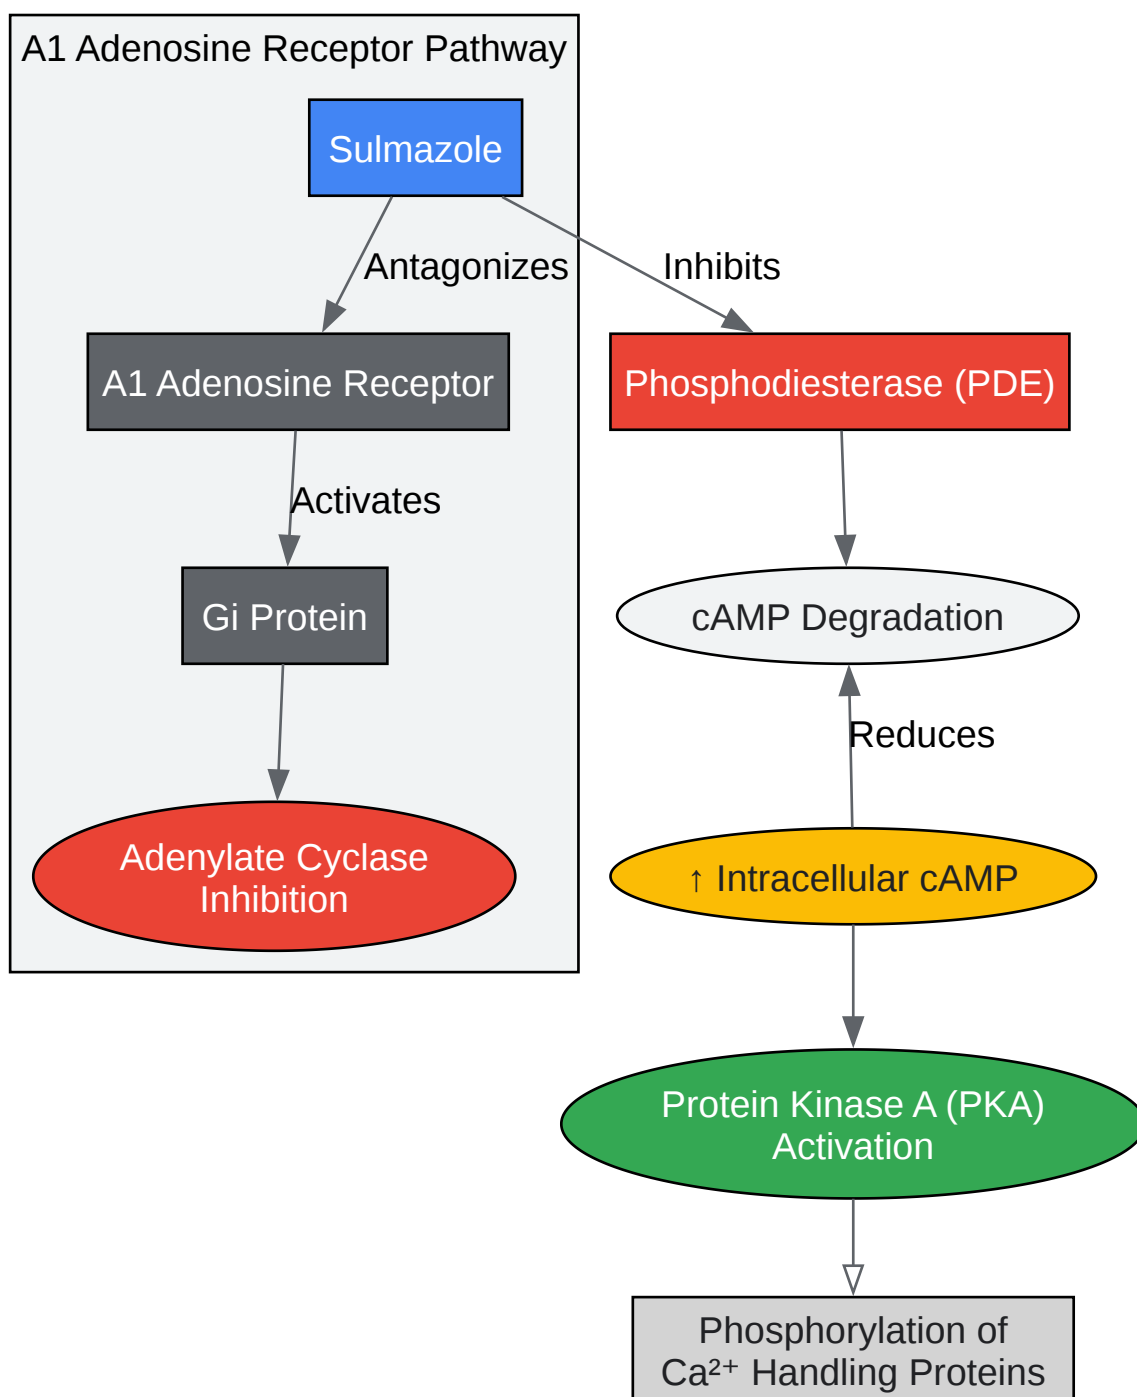 A1 Adenosine Receptor Pathway
Sulmazole
Antagonizes
Inhibits
A1 Adenosine Receptor
Phosphodiesterase (PDE)
Activates
Gi Protein
cAMP Degradation
Reduces
Adenylate Cyclase
Inhibition
↑ Intracellular cAMP
Protein Kinase A (PKA)
Activation
Phosphorylation of
Ca²⁺ Handling Proteins